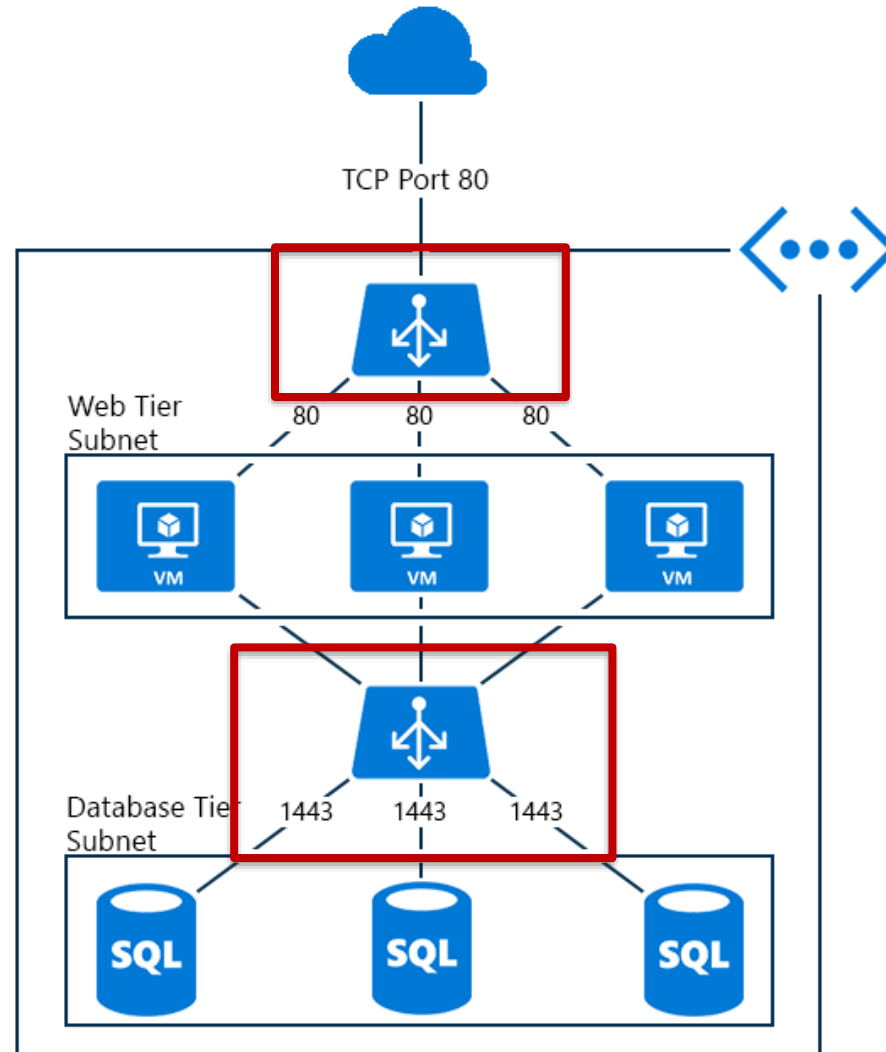 TCP Port 80
Web Tier
Subnet
80 80 80
VM VM VM
Database Tier
Subnet
1443 1443 1443
SQL SQL SQL